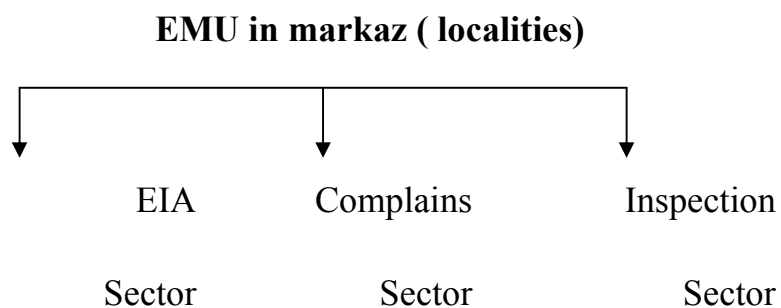 EMU in markaz ( localities)
EIA Complains Inspection
Sector Sector Sector